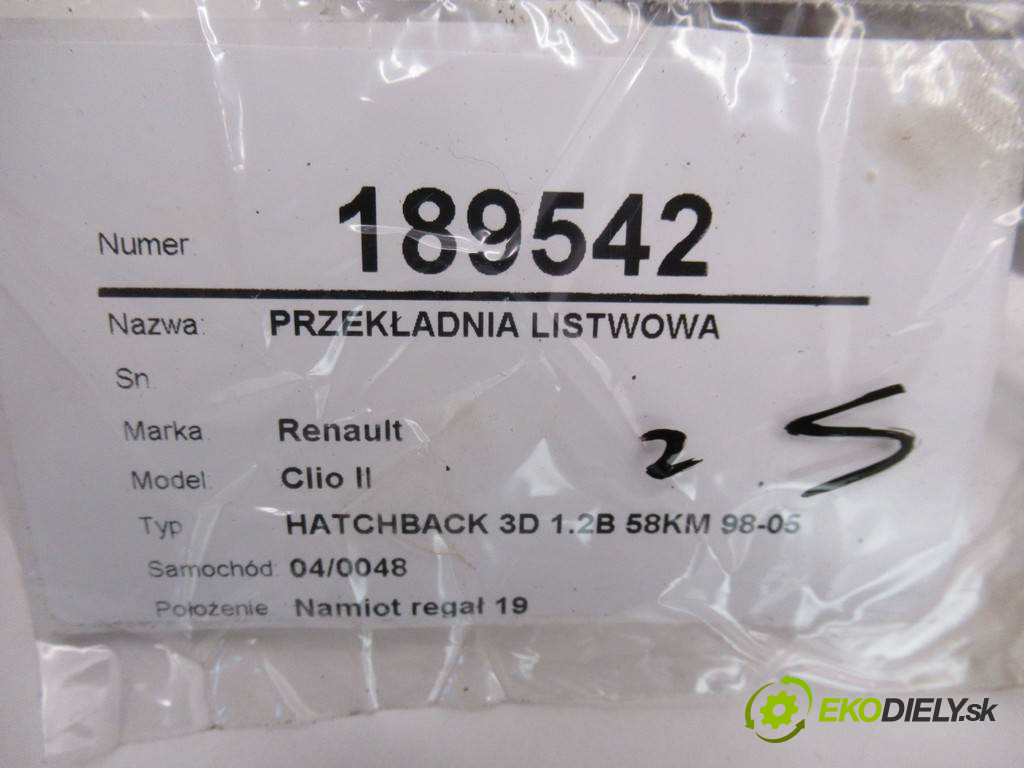 Numer 189542
Nazwa: PRZEKŁADNIA LISTWOWA
Sn
Marka Renault
Model Clio II
2 5
Typ HATCHBACK 3D 1.2B 58KM 98-05
Samochód: 04/0048
Położenie Namiot regał 19
EKODIELY.sk